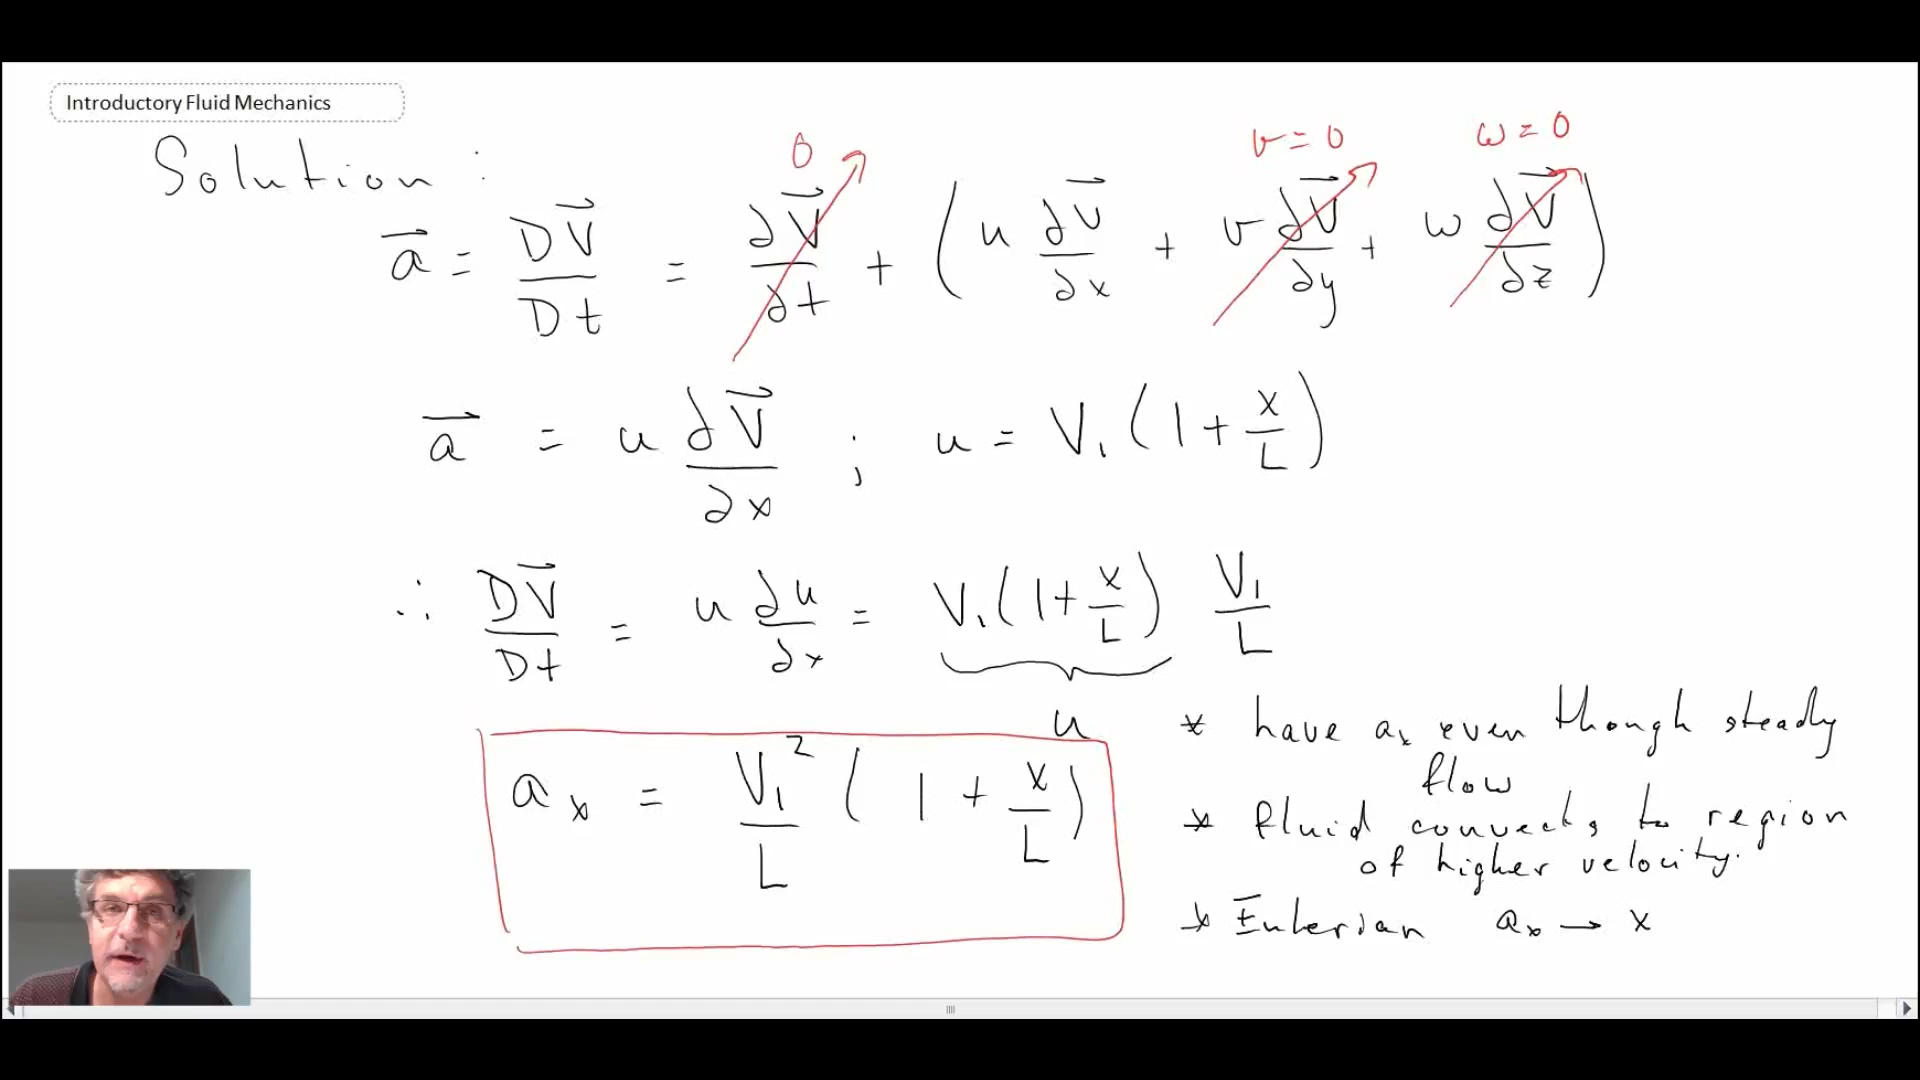 Introductory Fluid Mechanics
Solution :
0 v = 0 w = 0
a⃗ = DV⃗/Dt = ∂V⃗/∂t + ( u ∂V⃗/∂x + v ∂V⃗/∂y + w ∂V⃗/∂z )
a⃗ = u ∂V⃗/∂x ; u = V₁ ( 1 + x/L )
∴ DV⃗/Dt = u ∂u/∂x = V₁ ( 1 + x/L ) V₁/L
u
aₓ = V₁²/L ( 1 + x/L )
* have aₓ even though steady
flow
* fluid convects to region
of higher velocity.
* Eulerian aₓ → x